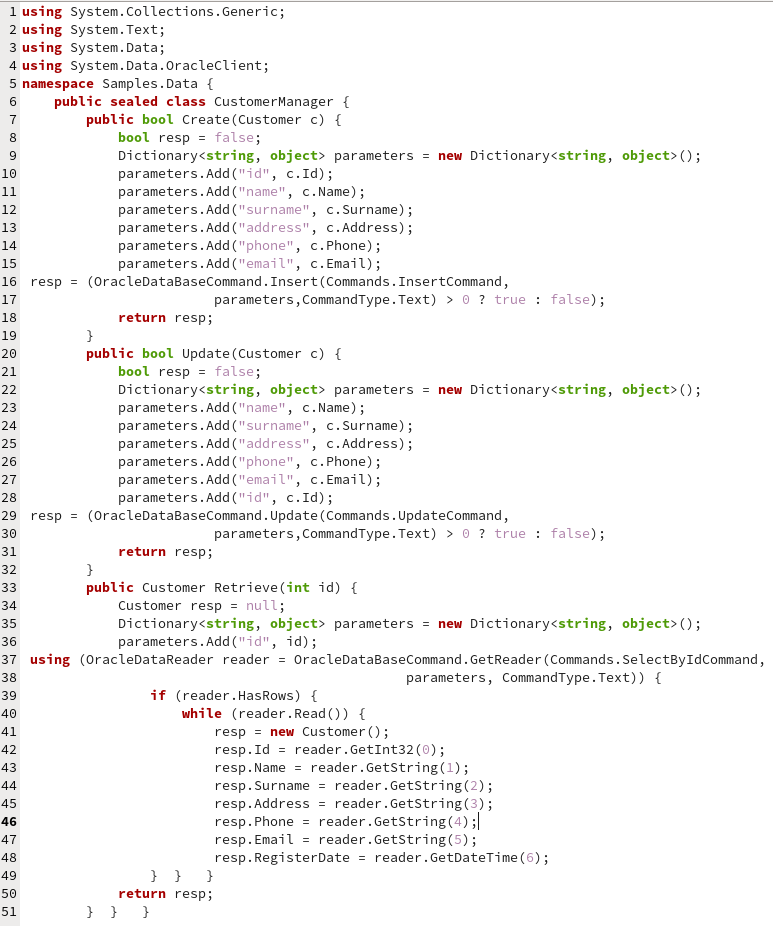 1 using System.Collections.Generic;
2 using System.Text;
3 using System.Data;
4 using System.Data.OracleClient;
5 namespace Samples.Data {
6     public sealed class CustomerManager {
7         public bool Create(Customer c) {
8             bool resp = false;
9             Dictionary<string, object> parameters = new Dictionary<string, object>();
10             parameters.Add("id", c.Id);
11             parameters.Add("name", c.Name);
12             parameters.Add("surname", c.Surname);
13             parameters.Add("address", c.Address);
14             parameters.Add("phone", c.Phone);
15             parameters.Add("email", c.Email);
16  resp = (OracleDataBaseCommand.Insert(Commands.InsertCommand,
17                         parameters,CommandType.Text) > 0 ? true : false);
18             return resp;
19         }
20         public bool Update(Customer c) {
21             bool resp = false;
22             Dictionary<string, object> parameters = new Dictionary<string, object>();
23             parameters.Add("name", c.Name);
24             parameters.Add("surname", c.Surname);
25             parameters.Add("address", c.Address);
26             parameters.Add("phone", c.Phone);
27             parameters.Add("email", c.Email);
28             parameters.Add("id", c.Id);
29  resp = (OracleDataBaseCommand.Update(Commands.UpdateCommand,
30                         parameters,CommandType.Text) > 0 ? true : false);
31             return resp;
32         }
33         public Customer Retrieve(int id) {
34             Customer resp = null;
35             Dictionary<string, object> parameters = new Dictionary<string, object>();
36             parameters.Add("id", id);
37  using (OracleDataReader reader = OracleDataBaseCommand.GetReader(Commands.SelectByIdCommand,
38                                                 parameters, CommandType.Text)) {
39                 if (reader.HasRows) {
40                     while (reader.Read()) {
41                         resp = new Customer();
42                         resp.Id = reader.GetInt32(0);
43                         resp.Name = reader.GetString(1);
44                         resp.Surname = reader.GetString(2);
45                         resp.Address = reader.GetString(3);
46                         resp.Phone = reader.GetString(4);
47                         resp.Email = reader.GetString(5);
48                         resp.RegisterDate = reader.GetDateTime(6);
49                 }  }   }
50             return resp;
51         }  }   }